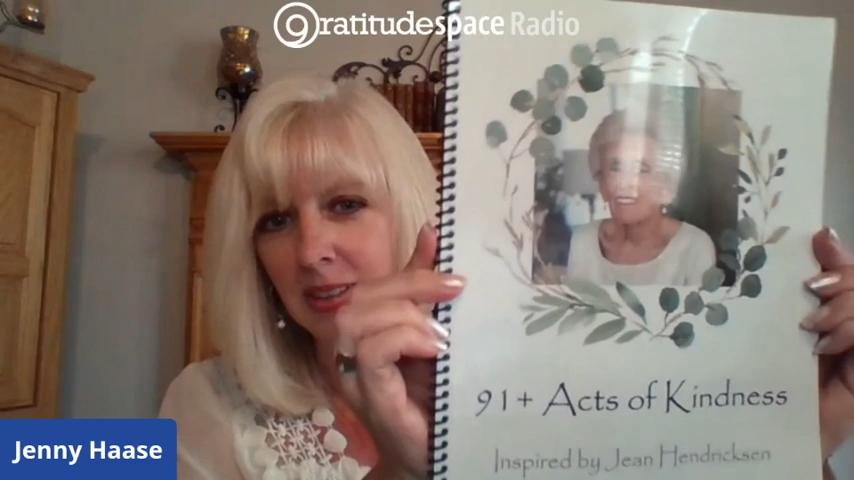 gratitudespace Radio
91+ Acts of Kindness
Inspired by Jean Hendricksen
Jenny Haase